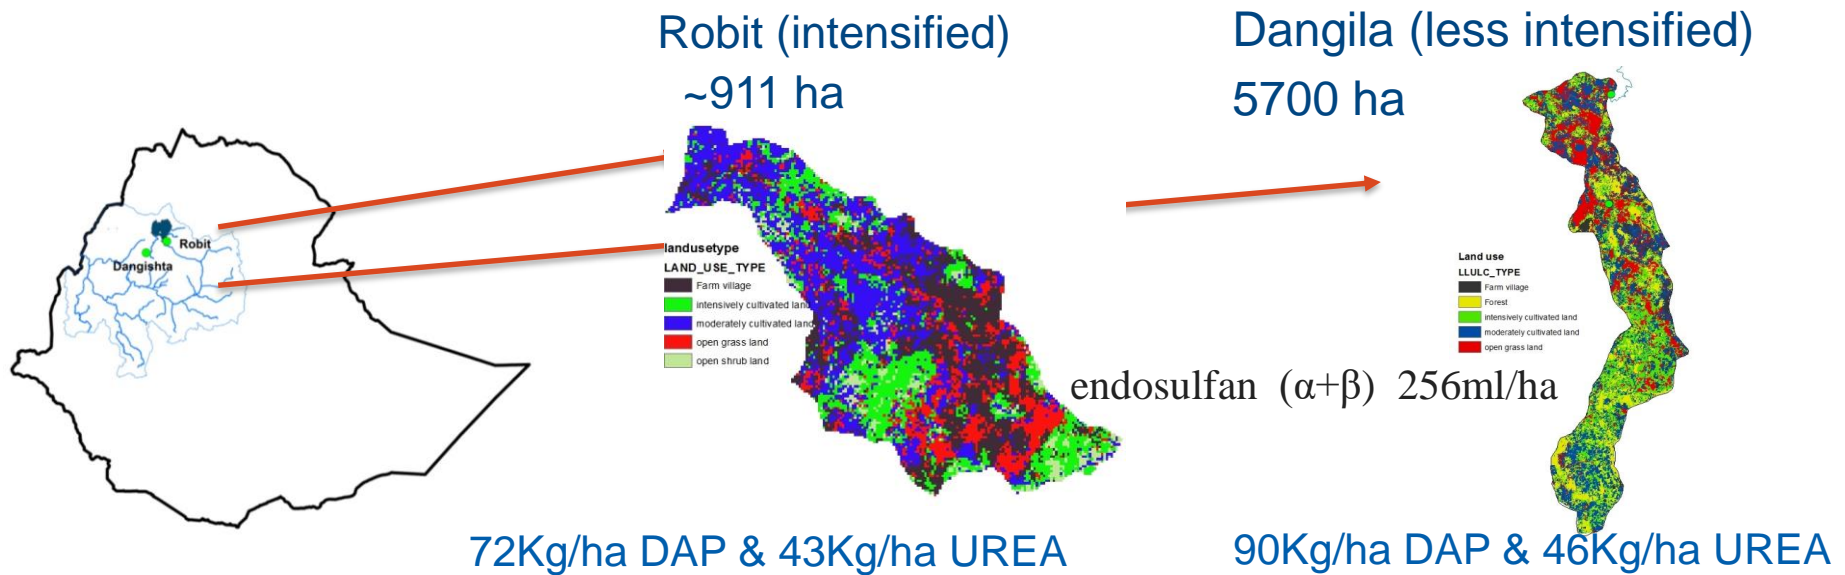 Robit (intensified)
~911 ha
Dangila (less intensified)
5700 ha
Robit
Dangishta
landusetype
LAND_USE_TYPE
Farm village
intensively cultivated land
moderately cultivated land
open grass land
open shrub land
Land use
LLULC_TYPE
Farm village
Forest
intensively cultivated land
moderately cultivated land
open grass land
endosulfan (α+β) 256ml/ha
72Kg/ha DAP & 43Kg/ha UREA
90Kg/ha DAP & 46Kg/ha UREA